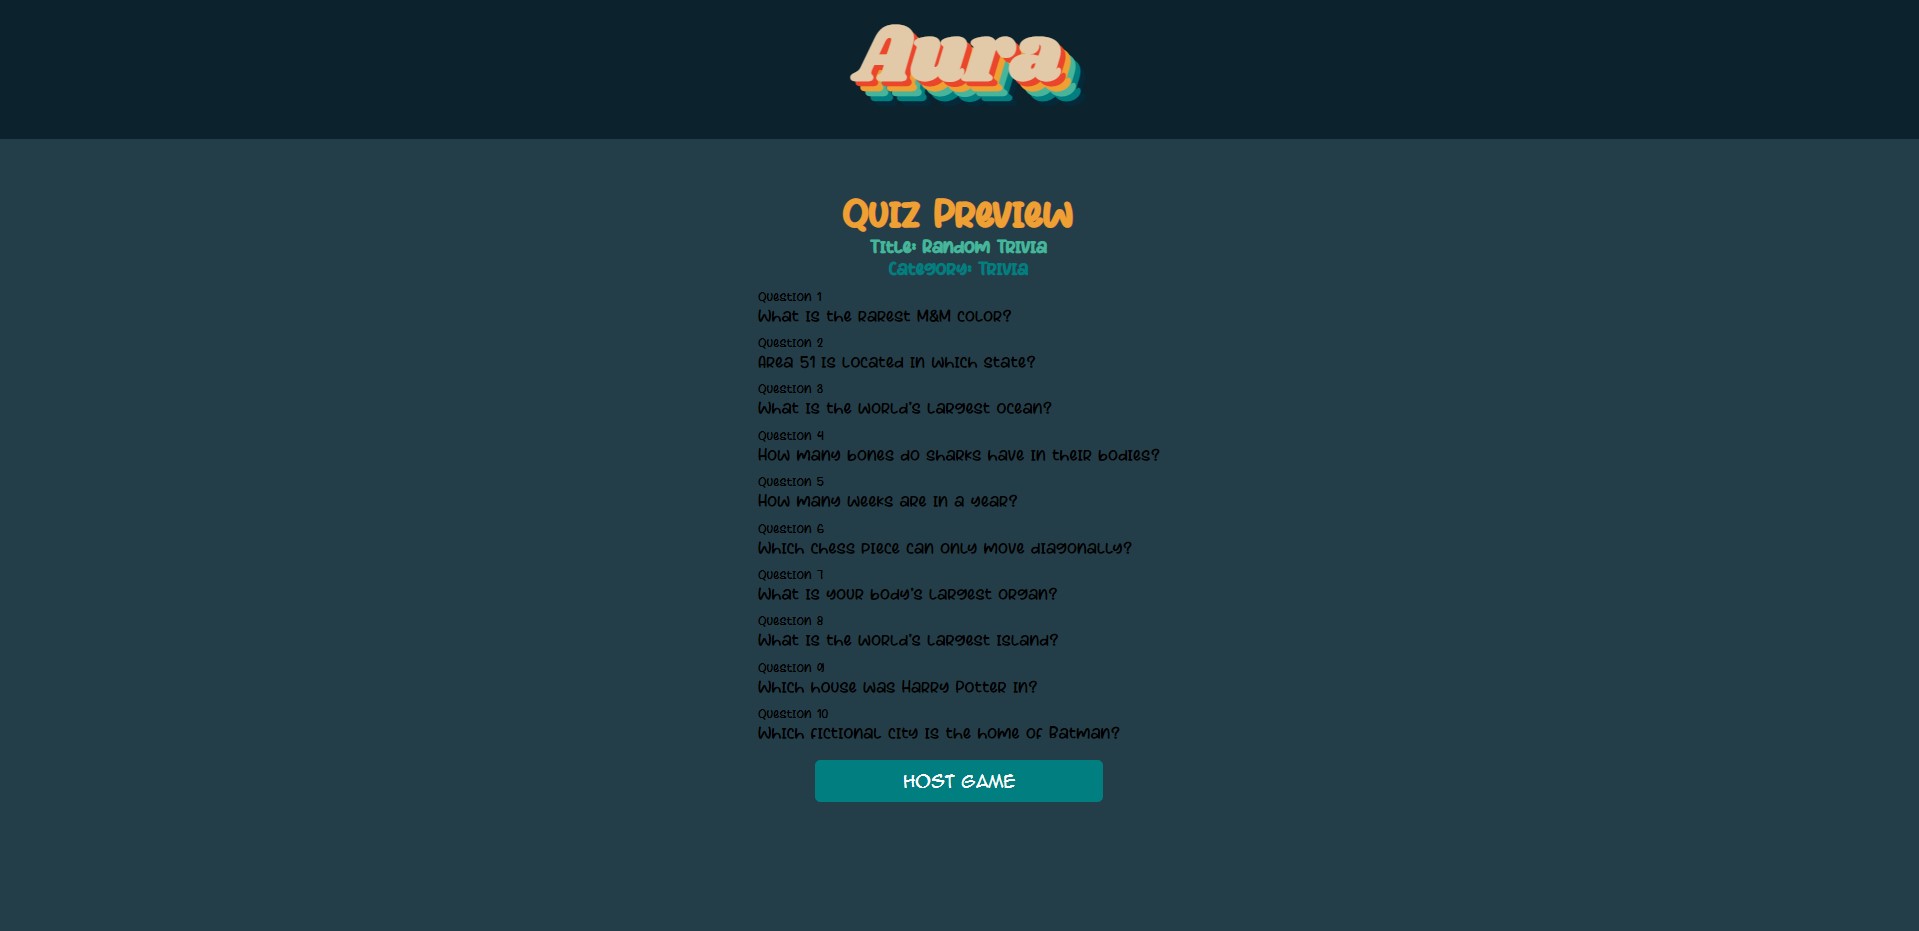 Aura
Quiz Preview
Title: Random Trivia
Category: Trivia
Question 1
What is the rarest M&M color?
Question 2
Area 51 is located in which state?
Question 3
What is the world's largest ocean?
Question 4
How many bones do sharks have in their bodies?
Question 5
How many weeks are in a year?
Question 6
Which chess piece can only move diagonally?
Question 7
What is your body's largest organ?
Question 8
What is the world's largest island?
Question 9
Which house was Harry Potter in?
Question 10
Which fictional city is the home of Batman?
HOST GAME